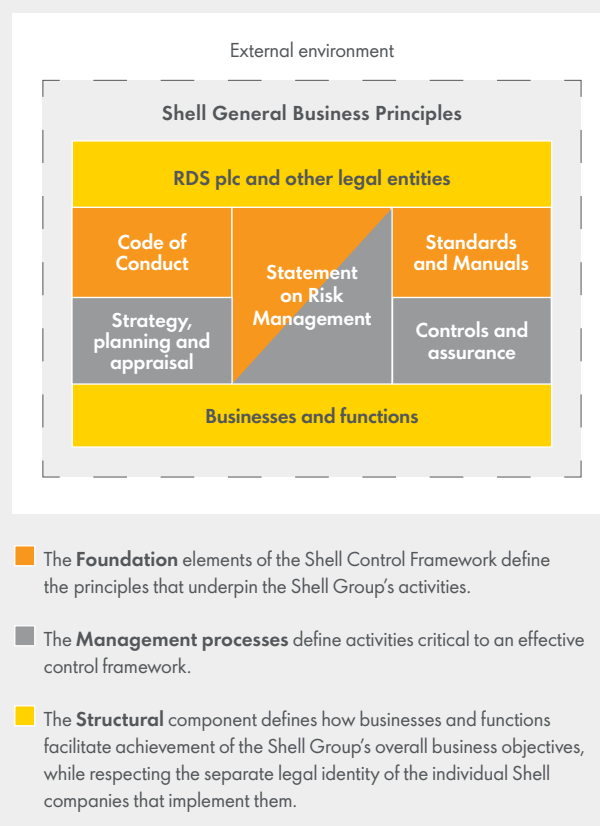 External environment
Shell General Business Principles
RDS plc and other legal entities
Code of
Conduct
Statement
on Risk
Management
Standards
and Manuals
Strategy,
planning and
appraisal
Controls and
assurance
Businesses and functions
The Foundation elements of the Shell Control Framework define
the principles that underpin the Shell Group’s activities.
The Management processes define activities critical to an effective
control framework.
The Structural component defines how businesses and functions
facilitate achievement of the Shell Group’s overall business objectives,
while respecting the separate legal identity of the individual Shell
companies that implement them.